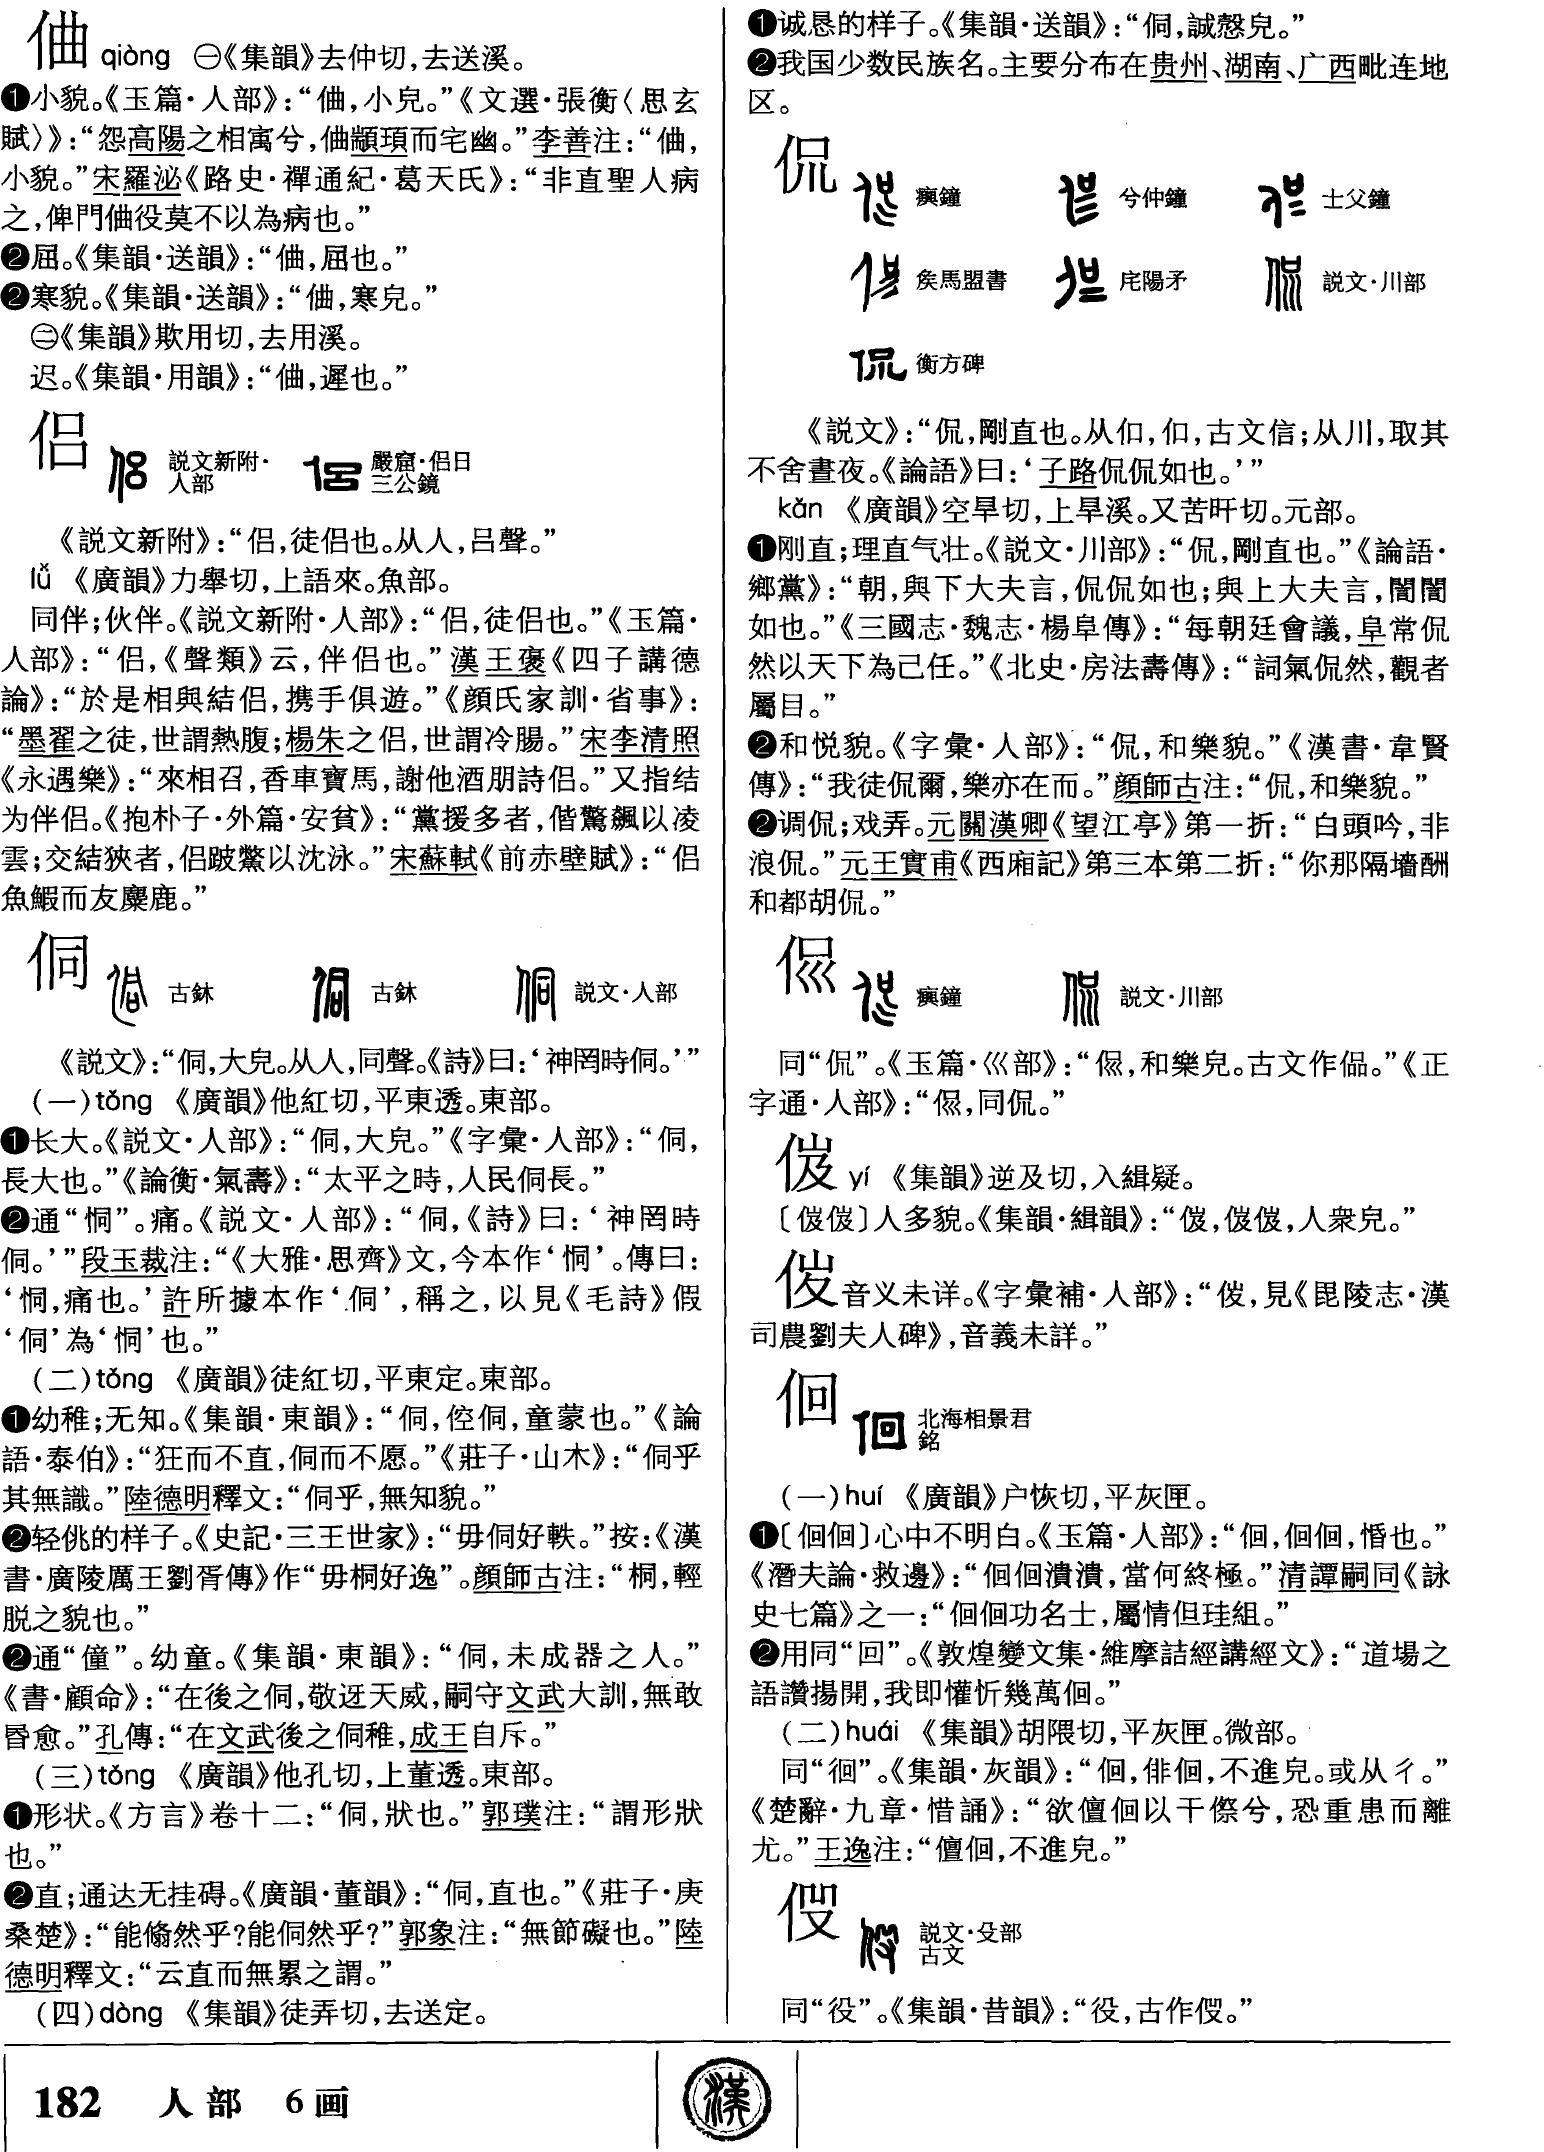 㑋 qiòng ㊀《集韻》去仲切,去送溪。
❶小貌。《玉篇·人部》:“㑋,小皃。”《文選·張衡〈思玄
賦〉》:“怨高陽之相寓兮,㑋顓頊而宅幽。”李善注:“㑋,
小貌。”宋羅泌《路史·禪通紀·葛天氏》:“非直聖人病
之,俾門㑋役莫不以為病也。”
❷屈。《集韻·送韻》:“㑋,屈也。”
❷寒貌。《集韻·送韻》:“㑋,寒皃。”
㊁《集韻》欺用切,去用溪。
迟。《集韻·用韻》:“㑋,遲也。”
侣 説文新附·人部 嚴窟·侣日三公鏡
《説文新附》:“侣,徒侣也。从人,吕聲。”
lǚ 《廣韻》力舉切,上語來。魚部。
同伴;伙伴。《説文新附·人部》:“侣,徒侣也。”《玉篇·
人部》:“侣,《聲類》云,伴侣也。”漢王褒《四子講德
論》:“於是相與結侣,携手俱遊。”《顔氏家訓·省事》:
“墨翟之徒,世謂熱腹;楊朱之侣,世謂冷腸。”宋李清照
《永遇樂》:“來相召,香車寶馬,謝他酒朋詩侣。”又指结
为伴侣。《抱朴子·外篇·安貧》:“黨援多者,偕驚飆以凌
雲;交結狹者,侣跛鱉以沈泳。”宋蘇軾《前赤壁賦》:“侣
魚鰕而友麋鹿。”
侗 古鉨 古鉨 説文·人部
《説文》:“侗,大皃。从人,同聲。《詩》曰:‘神罔時侗。’”
(一)tǒng 《廣韻》他紅切,平東透。東部。
❶长大。《説文·人部》:“侗,大皃。”《字彙·人部》:“侗,
長大也。”《論衡·氣壽》:“太平之時,人民侗長。”
❷通“恫”。痛。《説文·人部》:“侗,《詩》曰:‘神罔時
侗。’”段玉裁注:“《大雅·思齊》文,今本作‘恫’。傳曰:
‘恫,痛也。’許所據本作‘侗’,稱之,以見《毛詩》假
‘侗’為‘恫’也。”
(二)tǒng 《廣韻》徒紅切,平東定。東部。
❶幼稚;无知。《集韻·東韻》:“侗,倥侗,童蒙也。”《論
語·泰伯》:“狂而不直,侗而不愿。”《莊子·山木》:“侗乎
其無識。”陸德明釋文:“侗乎,無知貌。”
❷轻佻的样子。《史記·三王世家》:“毋侗好軼。”按:《漢
書·廣陵厲王劉胥傳》作“毋桐好逸”。顔師古注:“桐,輕
脱之貌也。”
❷通“僮”。幼童。《集韻·東韻》:“侗,未成器之人。”
《書·顧命》:“在後之侗,敬迓天威,嗣守文武大訓,無敢
昏愈。”孔傳:“在文武後之侗稚,成王自斥。”
(三)tǒng 《廣韻》他孔切,上董透。東部。
❶形状。《方言》卷十二:“侗,狀也。”郭璞注:“謂形狀
也。”
❷直;通达无挂碍。《廣韻·董韻》:“侗,直也。”《莊子·庚
桑楚》:“能翛然乎?能侗然乎?”郭象注:“無節礙也。”陸
德明釋文:“云直而無累之謂。”
(四)dòng 《集韻》徒弄切,去送定。
❶诚恳的样子。《集韻·送韻》:“侗,誠慤皃。”
❷我国少数民族名。主要分布在贵州、湖南、广西毗连地
区。
侃 㾓鐘 兮仲鐘 士父鐘
矦馬盟書 㡯陽矛 説文·川部
衡方碑
《説文》:“侃,剛直也。从㐰,㐰,古文信;从川,取其
不舍晝夜。《論語》曰:‘子路侃侃如也。’”
kǎn 《廣韻》空旱切,上旱溪。又苦旰切。元部。
❶刚直;理直气壮。《説文·川部》:“侃,剛直也。”《論語·
鄉黨》:“朝,與下大夫言,侃侃如也;與上大夫言,誾誾
如也。”《三國志·魏志·楊阜傳》:“每朝廷會議,阜常侃
然以天下為己任。”《北史·房法壽傳》:“詞氣侃然,觀者
屬目。”
❷和悦貌。《字彙·人部》:“侃,和樂貌。”《漢書·韋賢
傳》:“我徒侃爾,樂亦在而。”顔師古注:“侃,和樂貌。”
❷调侃;戏弄。元關漢卿《望江亭》第一折:“白頭吟,非
浪侃。”元王實甫《西廂記》第三本第二折:“你那隔墻酬
和都胡侃。”
㾓鐘 説文·川部
同“侃”。《玉篇·巛部》:“偘,和樂皃。古文作偘。”《正
字通·人部》:“,同侃。”
yí 《集韻》逆及切,入緝疑。
〔〕人多貌。《集韻·緝韻》:“人衆皃。”
音义未详。《字彙補·人部》:“見《毘陵志·漢
司農劉夫人碑》,音義未詳。”
佪 北海相景君銘
(一)huí 《廣韻》户恢切,平灰匣。
❶〔佪佪〕心中不明白。《玉篇·人部》:“佪,佪佪,惛也。”
《潛夫論·救邊》:“佪佪潰潰,當何終極。”清譚嗣同《詠
史七篇》之一:“佪佪功名士,屬情但珪組。”
❷用同“回”。《敦煌變文集·維摩詰經講經文》:“道場之
語讚揚開,我即懽忻幾萬佪。”
(二)huái 《集韻》胡隈切,平灰匣。微部。
同“徊”。《集韻·灰韻》:“佪,俳佪,不進皃。或从彳。”
《楚辭·九章·惜誦》:“欲儃佪以干傺兮,恐重患而離
尤。”王逸注:“儃佪,不進皃。”
伇 説文·殳部古文
同“役”。《集韻·昔韻》:“役,古作伇。”
182 人部 6画
漢